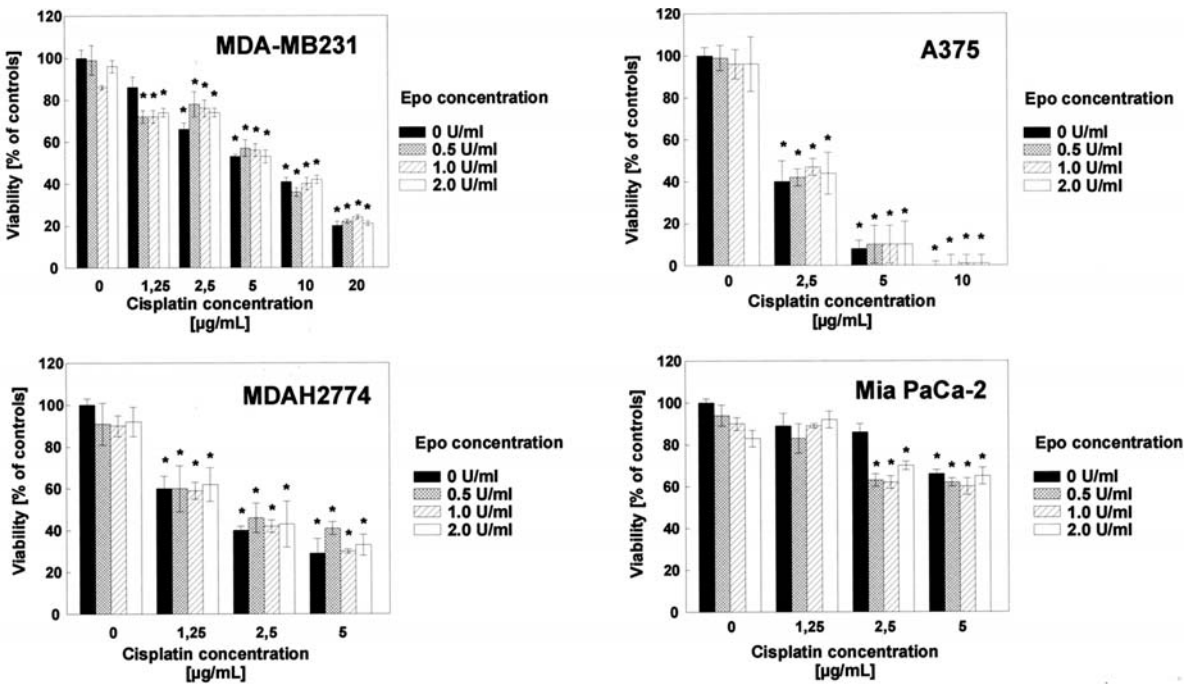 MDA-MB231
Viability [% of controls]
120
100
80
60
40
20
0
* * *
* * * *
* * * *
* * * *
* * * *
0 1,25 2,5 5 10 20
Cisplatin concentration
[µg/mL]
Epo concentration
0 U/ml
0.5 U/ml
1.0 U/ml
2.0 U/ml
A375
Viability [% of controls]
120
100
80
60
40
20
0
* * * *
* * * *
* * * *
0 2,5 5 10
Cisplatin concentration
[µg/mL]
Epo concentration
0 U/ml
0.5 U/ml
1.0 U/ml
2.0 U/ml
MDAH2774
Viability [% of controls]
120
100
80
60
40
20
0
* * * *
* * * *
* * * *
0 1,25 2,5 5
Cisplatin concentration
[µg/mL]
Epo concentration
0 U/ml
0.5 U/ml
1.0 U/ml
2.0 U/ml
Mia PaCa-2
Viability [% of controls]
120
100
80
60
40
20
0
* * *
* * * *
0 1,25 2,5 5
Cisplatin concentration
[µg/mL]
Epo concentration
0 U/ml
0.5 U/ml
1.0 U/ml
2.0 U/ml